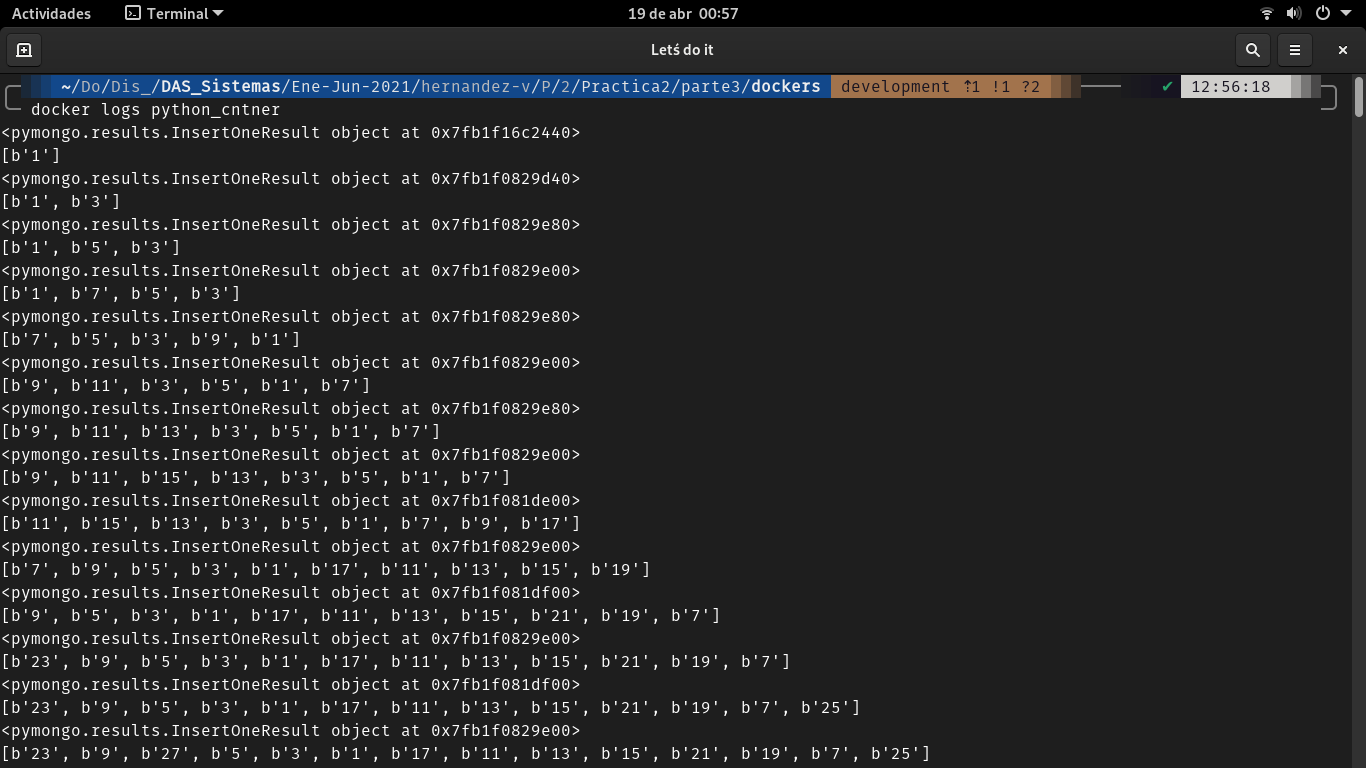 Actividades Terminal 19 de abr 00:57
Letś do it
~/Do/Dis_/DAS_Sistemas/Ene-Jun-2021/hernandez-v/P/2/Practica2/parte3/dockers development ⇡1 !1 ?2 ✔ 12:56:18
docker logs python_cntner
<pymongo.results.InsertOneResult object at 0x7fb1f16c2440>
[b'1']
<pymongo.results.InsertOneResult object at 0x7fb1f0829d40>
[b'1', b'3']
<pymongo.results.InsertOneResult object at 0x7fb1f0829e80>
[b'1', b'5', b'3']
<pymongo.results.InsertOneResult object at 0x7fb1f0829e00>
[b'1', b'7', b'5', b'3']
<pymongo.results.InsertOneResult object at 0x7fb1f0829e80>
[b'7', b'5', b'3', b'9', b'1']
<pymongo.results.InsertOneResult object at 0x7fb1f0829e00>
[b'9', b'11', b'3', b'5', b'1', b'7']
<pymongo.results.InsertOneResult object at 0x7fb1f0829e80>
[b'9', b'11', b'13', b'3', b'5', b'1', b'7']
<pymongo.results.InsertOneResult object at 0x7fb1f0829e00>
[b'9', b'11', b'15', b'13', b'3', b'5', b'1', b'7']
<pymongo.results.InsertOneResult object at 0x7fb1f081de00>
[b'11', b'15', b'13', b'3', b'5', b'1', b'7', b'9', b'17']
<pymongo.results.InsertOneResult object at 0x7fb1f0829e00>
[b'7', b'9', b'5', b'3', b'1', b'17', b'11', b'13', b'15', b'19']
<pymongo.results.InsertOneResult object at 0x7fb1f081df00>
[b'9', b'5', b'3', b'1', b'17', b'11', b'13', b'15', b'21', b'19', b'7']
<pymongo.results.InsertOneResult object at 0x7fb1f0829e00>
[b'23', b'9', b'5', b'3', b'1', b'17', b'11', b'13', b'15', b'21', b'19', b'7']
<pymongo.results.InsertOneResult object at 0x7fb1f081df00>
[b'23', b'9', b'5', b'3', b'1', b'17', b'11', b'13', b'15', b'21', b'19', b'7', b'25']
<pymongo.results.InsertOneResult object at 0x7fb1f0829e00>
[b'23', b'9', b'27', b'5', b'3', b'1', b'17', b'11', b'13', b'15', b'21', b'19', b'7', b'25']